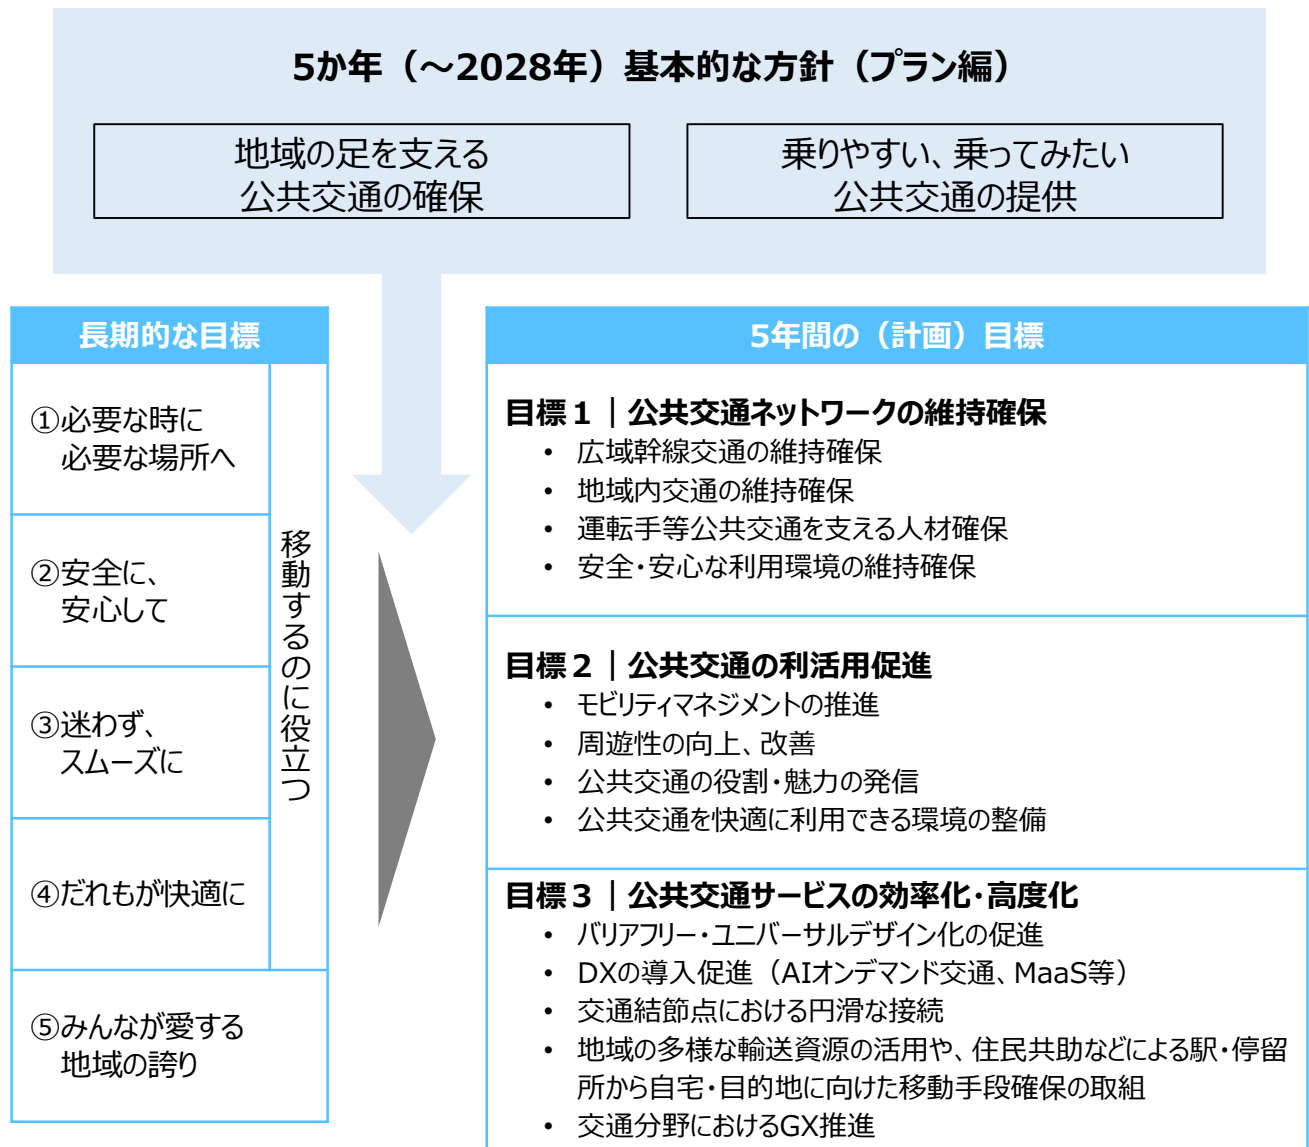 5か年（～2028年）基本的な方針（プラン編）
地域の足を支える
公共交通の確保
乗りやすい、乗ってみたい
公共交通の提供
長期的な目標
①必要な時に
必要な場所へ
②安全に、
安心して
③迷わず、
スムーズに
④だれもが快適に
移動するのに役立つ
⑤みんなが愛する
地域の誇り
5年間の（計画）目標
目標１｜公共交通ネットワークの維持確保
• 広域幹線交通の維持確保
• 地域内交通の維持確保
• 運転手等公共交通を支える人材確保
• 安全・安心な利用環境の維持確保
目標２｜公共交通の利活用促進
• モビリティマネジメントの推進
• 周遊性の向上、改善
• 公共交通の役割・魅力の発信
• 公共交通を快適に利用できる環境の整備
目標３｜公共交通サービスの効率化・高度化
• バリアフリー・ユニバーサルデザイン化の促進
• DXの導入促進（AIオンデマンド交通、MaaS等）
• 交通結節点における円滑な接続
• 地域の多様な輸送資源の活用や、住民共助などによる駅・停留
所から自宅・目的地に向けた移動手段確保の取組
• 交通分野におけるGX推進